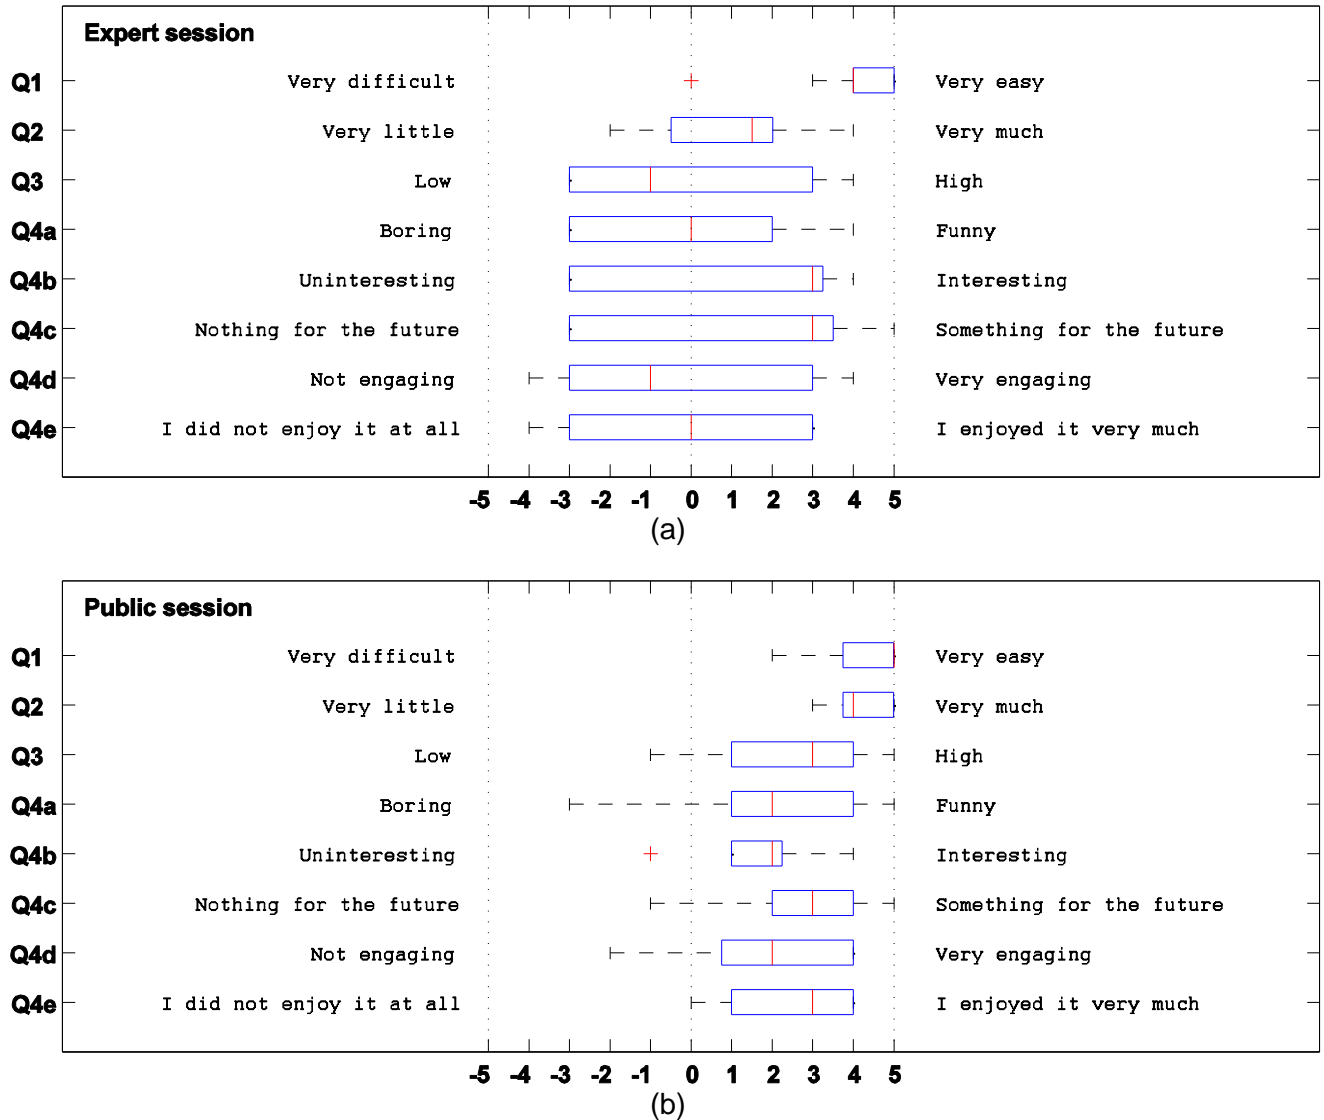 Expert session
Q1 Very difficult Very easy
Q2 Very little Very much
Q3 Low High
Q4a Boring Funny
Q4b Uninteresting Interesting
Q4c Nothing for the future Something for the future
Q4d Not engaging Very engaging
Q4e I did not enjoy it at all I enjoyed it very much
-5 -4 -3 -2 -1 0 1 2 3 4 5
(a)
Public session
Q1 Very difficult Very easy
Q2 Very little Very much
Q3 Low High
Q4a Boring Funny
Q4b Uninteresting Interesting
Q4c Nothing for the future Something for the future
Q4d Not engaging Very engaging
Q4e I did not enjoy it at all I enjoyed it very much
-5 -4 -3 -2 -1 0 1 2 3 4 5
(b)